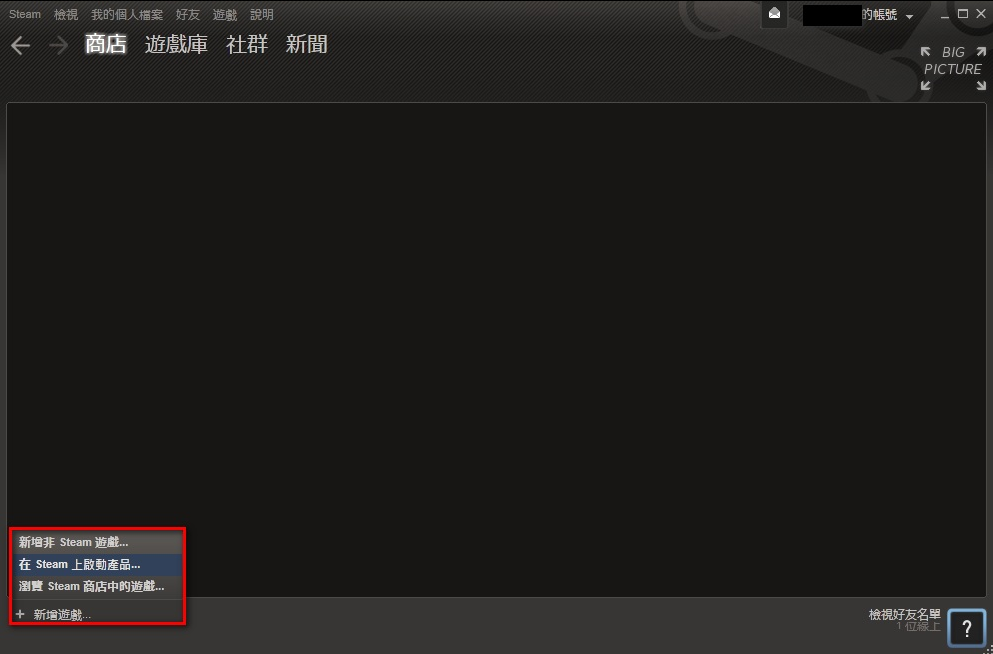 Steam 檢視 我的個人檔案 好友 遊戲 說明
的帳號
商店 遊戲庫 社群 新聞
BIG
PICTURE
新增非 Steam 遊戲...
在 Steam 上啟動產品...
瀏覽 Steam 商店中的遊戲...
+ 新增遊戲...
檢視好友名單
1 位線上
?